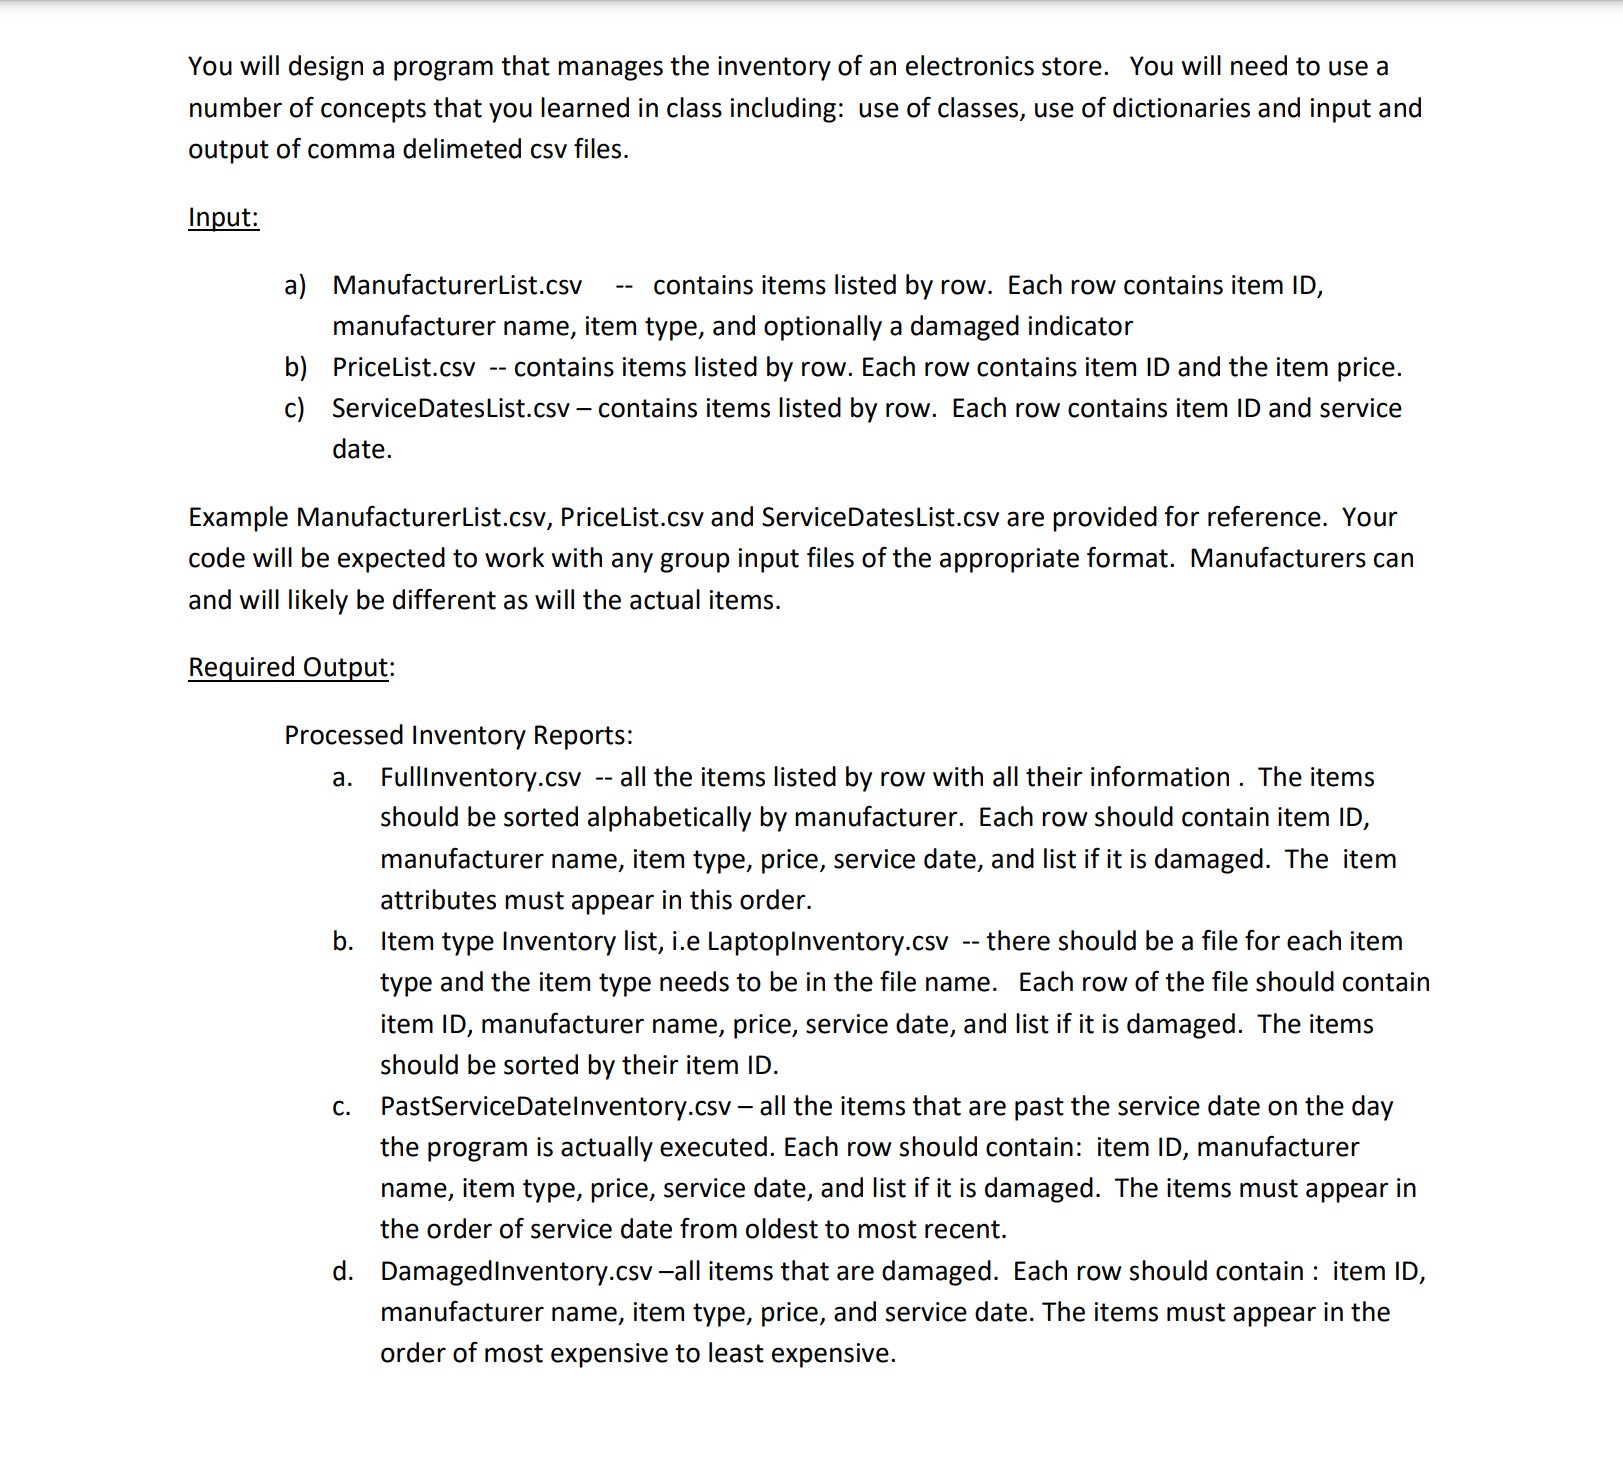 You will design a program that manages the inventory of an electronics store.   You will need to use a
number of concepts that you learned in class including:  use of classes, use of dictionaries and input and
output of comma delimeted csv files.
Input:
a) ManufacturerList.csv    --  contains items listed by row.  Each row contains item ID,
manufacturer name, item type, and optionally a damaged indicator
b) PriceList.csv  -- contains items listed by row. Each row contains item ID and the item price.
c) ServiceDatesList.csv – contains items listed by row.  Each row contains item ID and service
date.
Example ManufacturerList.csv, PriceList.csv and ServiceDatesList.csv are provided for reference.  Your
code will be expected to work with any group input files of the appropriate format.  Manufacturers can
and will likely be different as will the actual items.
Required Output:
Processed Inventory Reports:
a. FullInventory.csv  -- all the items listed by row with all their information .  The items
should be sorted alphabetically by manufacturer.  Each row should contain item ID,
manufacturer name, item type, price, service date, and list if it is damaged.  The  item
attributes must appear in this order.
b. Item type Inventory list, i.e LaptopInventory.csv  -- there should be a file for each item
type and the item type needs to be in the file name.   Each row of the file should contain
item ID, manufacturer name, price, service date, and list if it is damaged.  The items
should be sorted by their item ID.
c. PastServiceDateInventory.csv – all the items that are past the service date on the day
the program is actually executed. Each row should contain:  item ID, manufacturer
name, item type, price, service date, and list if it is damaged.  The items must appear in
the order of service date from oldest to most recent.
d. DamagedInventory.csv –all items that are damaged.  Each row should contain :  item ID,
manufacturer name, item type, price, and service date. The items must appear in the
order of most expensive to least expensive.